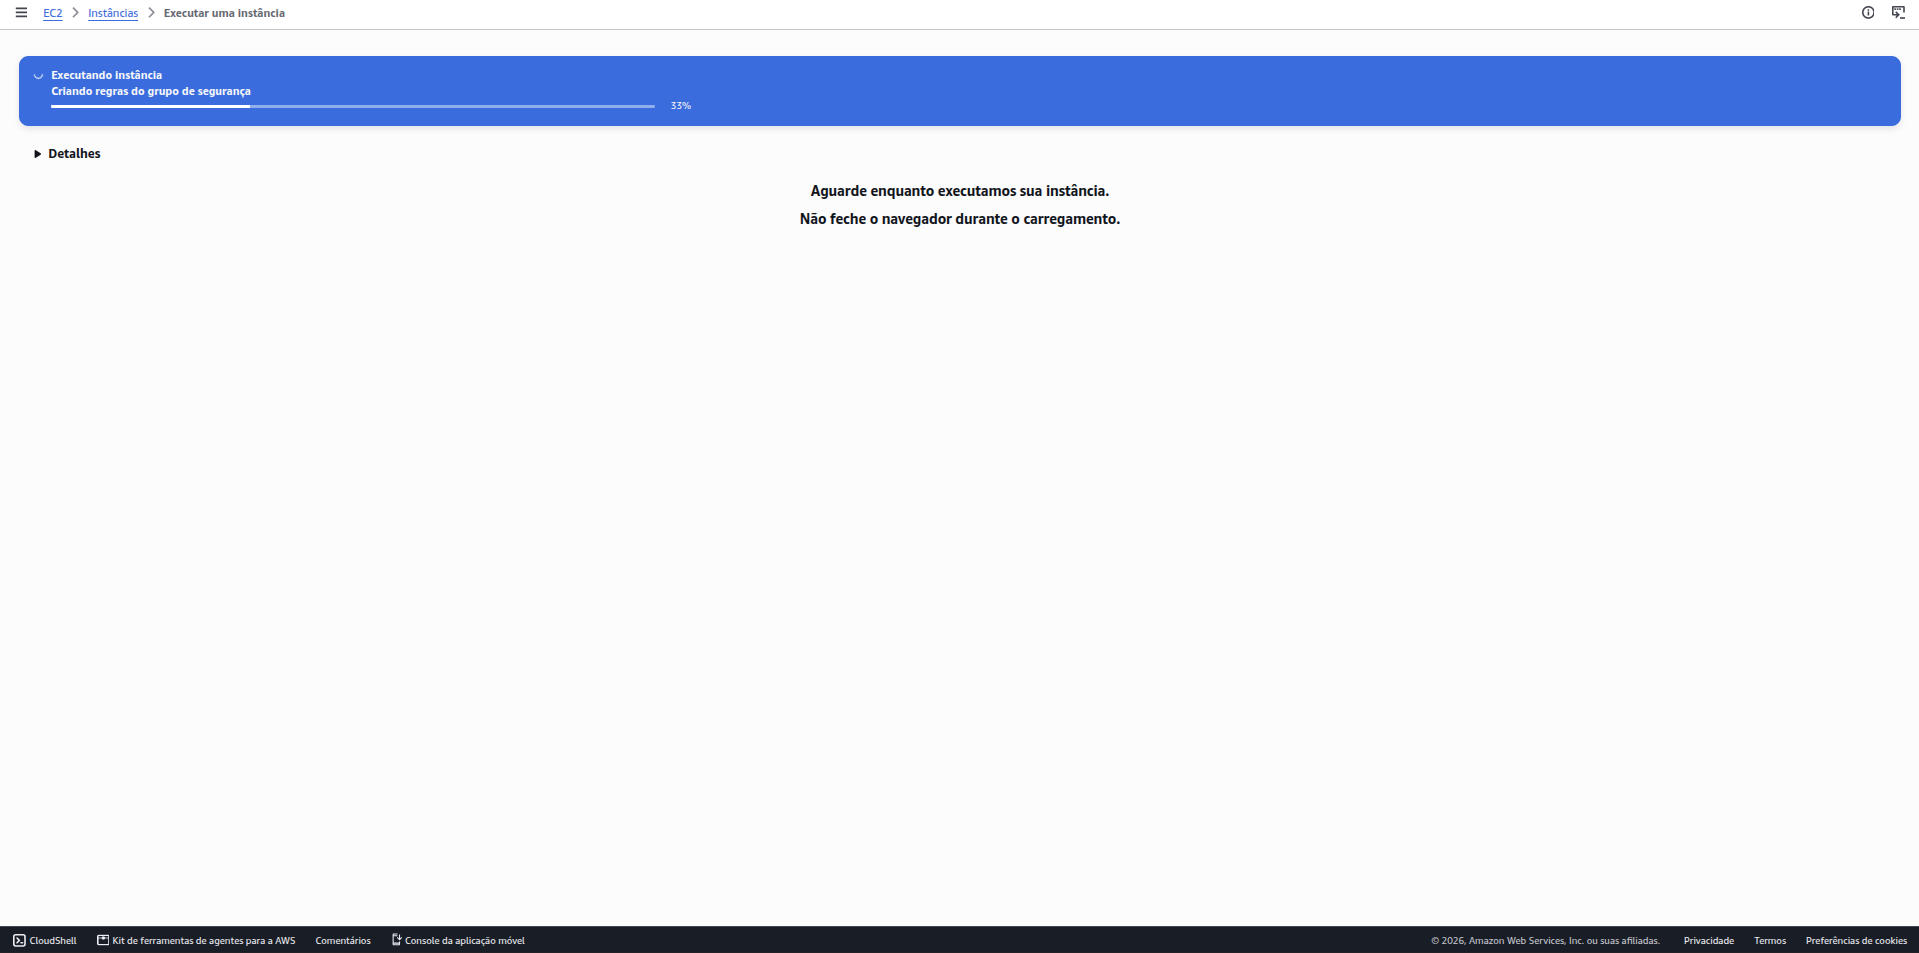 EC2 > Instâncias > Executar uma instância
Executando instância
Criando regras do grupo de segurança
33%
Detalhes
Aguarde enquanto executamos sua instância.
Não feche o navegador durante o carregamento.
CloudShell Kit de ferramentas de agentes para a AWS Comentários Console da aplicação móvel © 2026, Amazon Web Services, Inc. ou suas afiliadas. Privacidade Termos Preferências de cookies